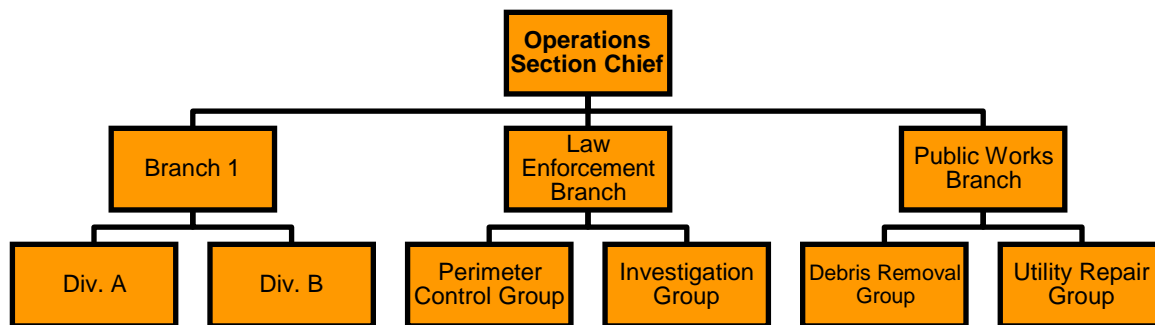 Operations
Section Chief
Branch 1
Law
Enforcement
Branch
Public Works
Branch
Div. A
Div. B
Perimeter
Control Group
Investigation
Group
Debris Removal
Group
Utility Repair
Group